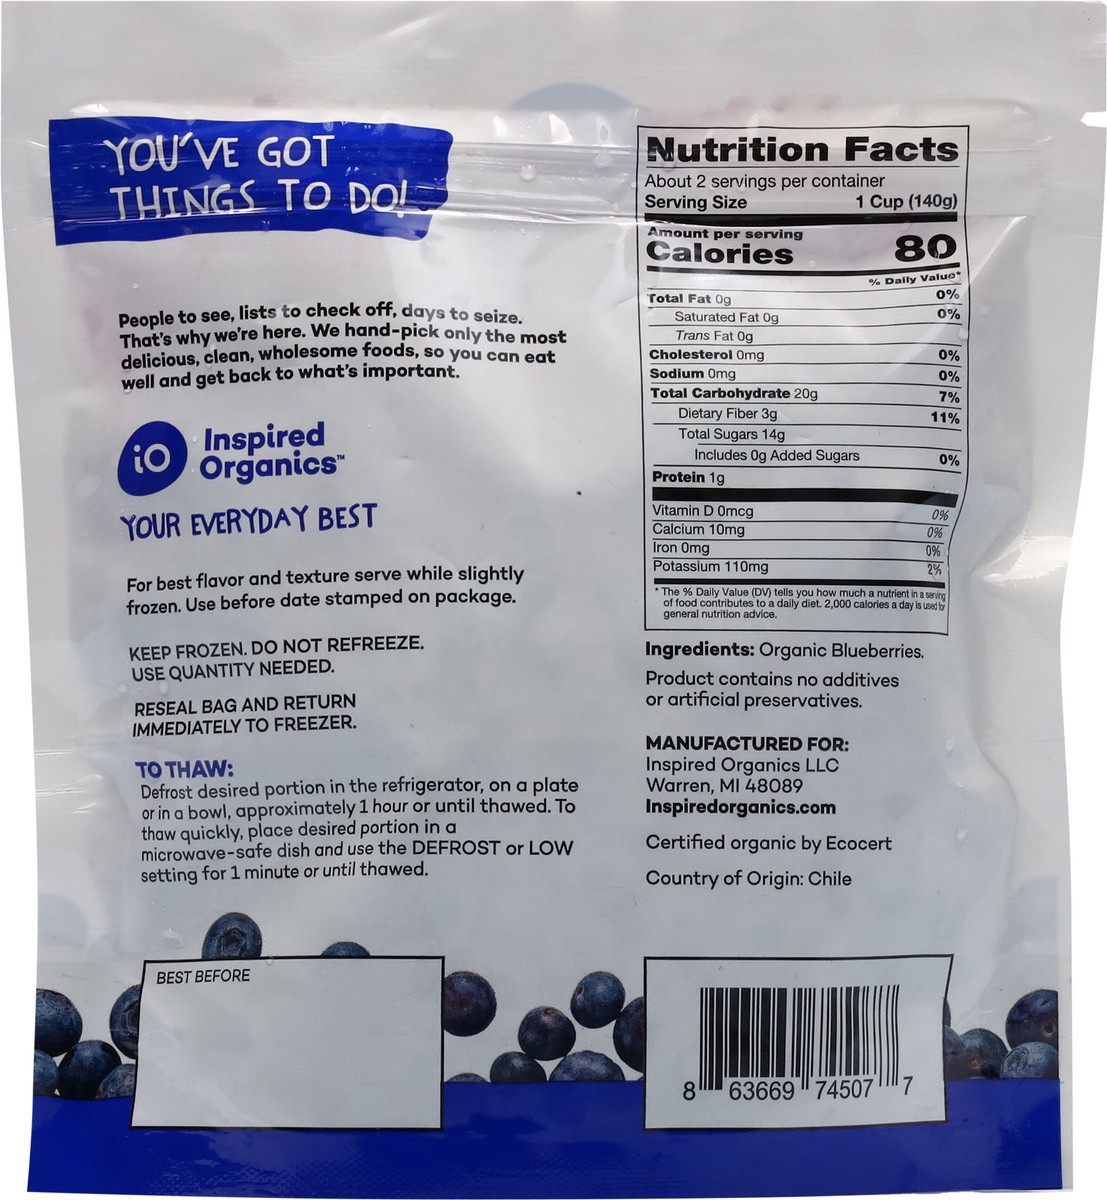 YOU'VE GOT
THINGS TO DO!
People to see, lists to check off, days to seize.
That's why we're here. We hand-pick only the most
delicious, clean, wholesome foods, so you can eat
well and get back to what's important.
iO Inspired
Organics™
YOUR EVERYDAY BEST
For best flavor and texture serve while slightly
frozen. Use before date stamped on package.
KEEP FROZEN. DO NOT REFREEZE.
USE QUANTITY NEEDED.
RESEAL BAG AND RETURN
IMMEDIATELY TO FREEZER.
TO THAW:
Defrost desired portion in the refrigerator, on a plate
or in a bowl, approximately 1 hour or until thawed. To
thaw quickly, place desired portion in a
microwave-safe dish and use the DEFROST or LOW
setting for 1 minute or until thawed.
BEST BEFORE
Nutrition Facts
About 2 servings per container
Serving Size 1 Cup (140g)
Amount per serving
Calories 80
% Daily Value*
Total Fat 0g 0%
Saturated Fat 0g 0%
Trans Fat 0g
Cholesterol 0mg 0%
Sodium 0mg 0%
Total Carbohydrate 20g 7%
Dietary Fiber 3g 11%
Total Sugars 14g
Includes 0g Added Sugars 0%
Protein 1g
Vitamin D 0mcg 0%
Calcium 10mg 0%
Iron 0mg 0%
Potassium 110mg 2%
* The % Daily Value (DV) tells you how much a nutrient in a serving
of food contributes to a daily diet. 2,000 calories a day is used for
general nutrition advice.
Ingredients: Organic Blueberries.
Product contains no additives
or artificial preservatives.
MANUFACTURED FOR:
Inspired Organics LLC
Warren, MI 48089
Inspiredorganics.com
Certified organic by Ecocert
Country of Origin: Chile
8 63669 74507 7